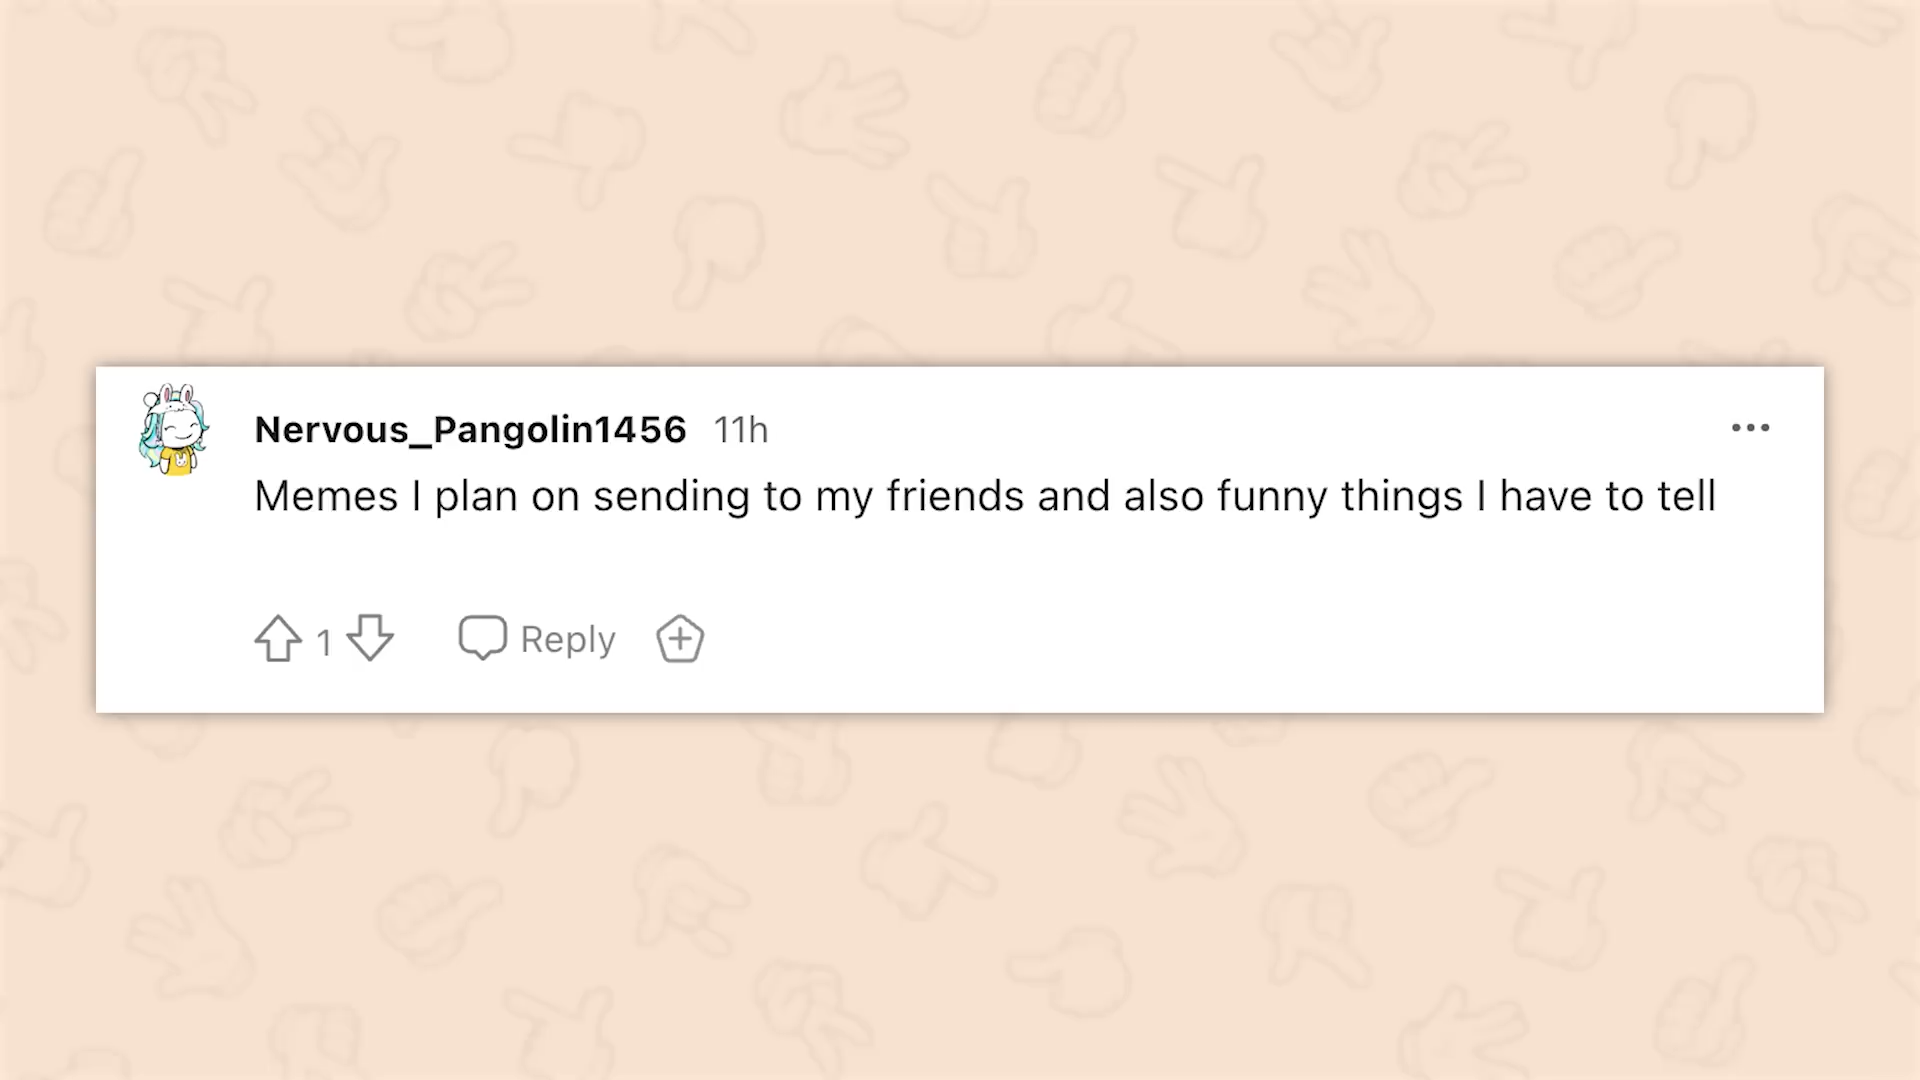 Nervous_Pangolin1456 11h
Memes I plan on sending to my friends and also funny things I have to tell
1 Reply